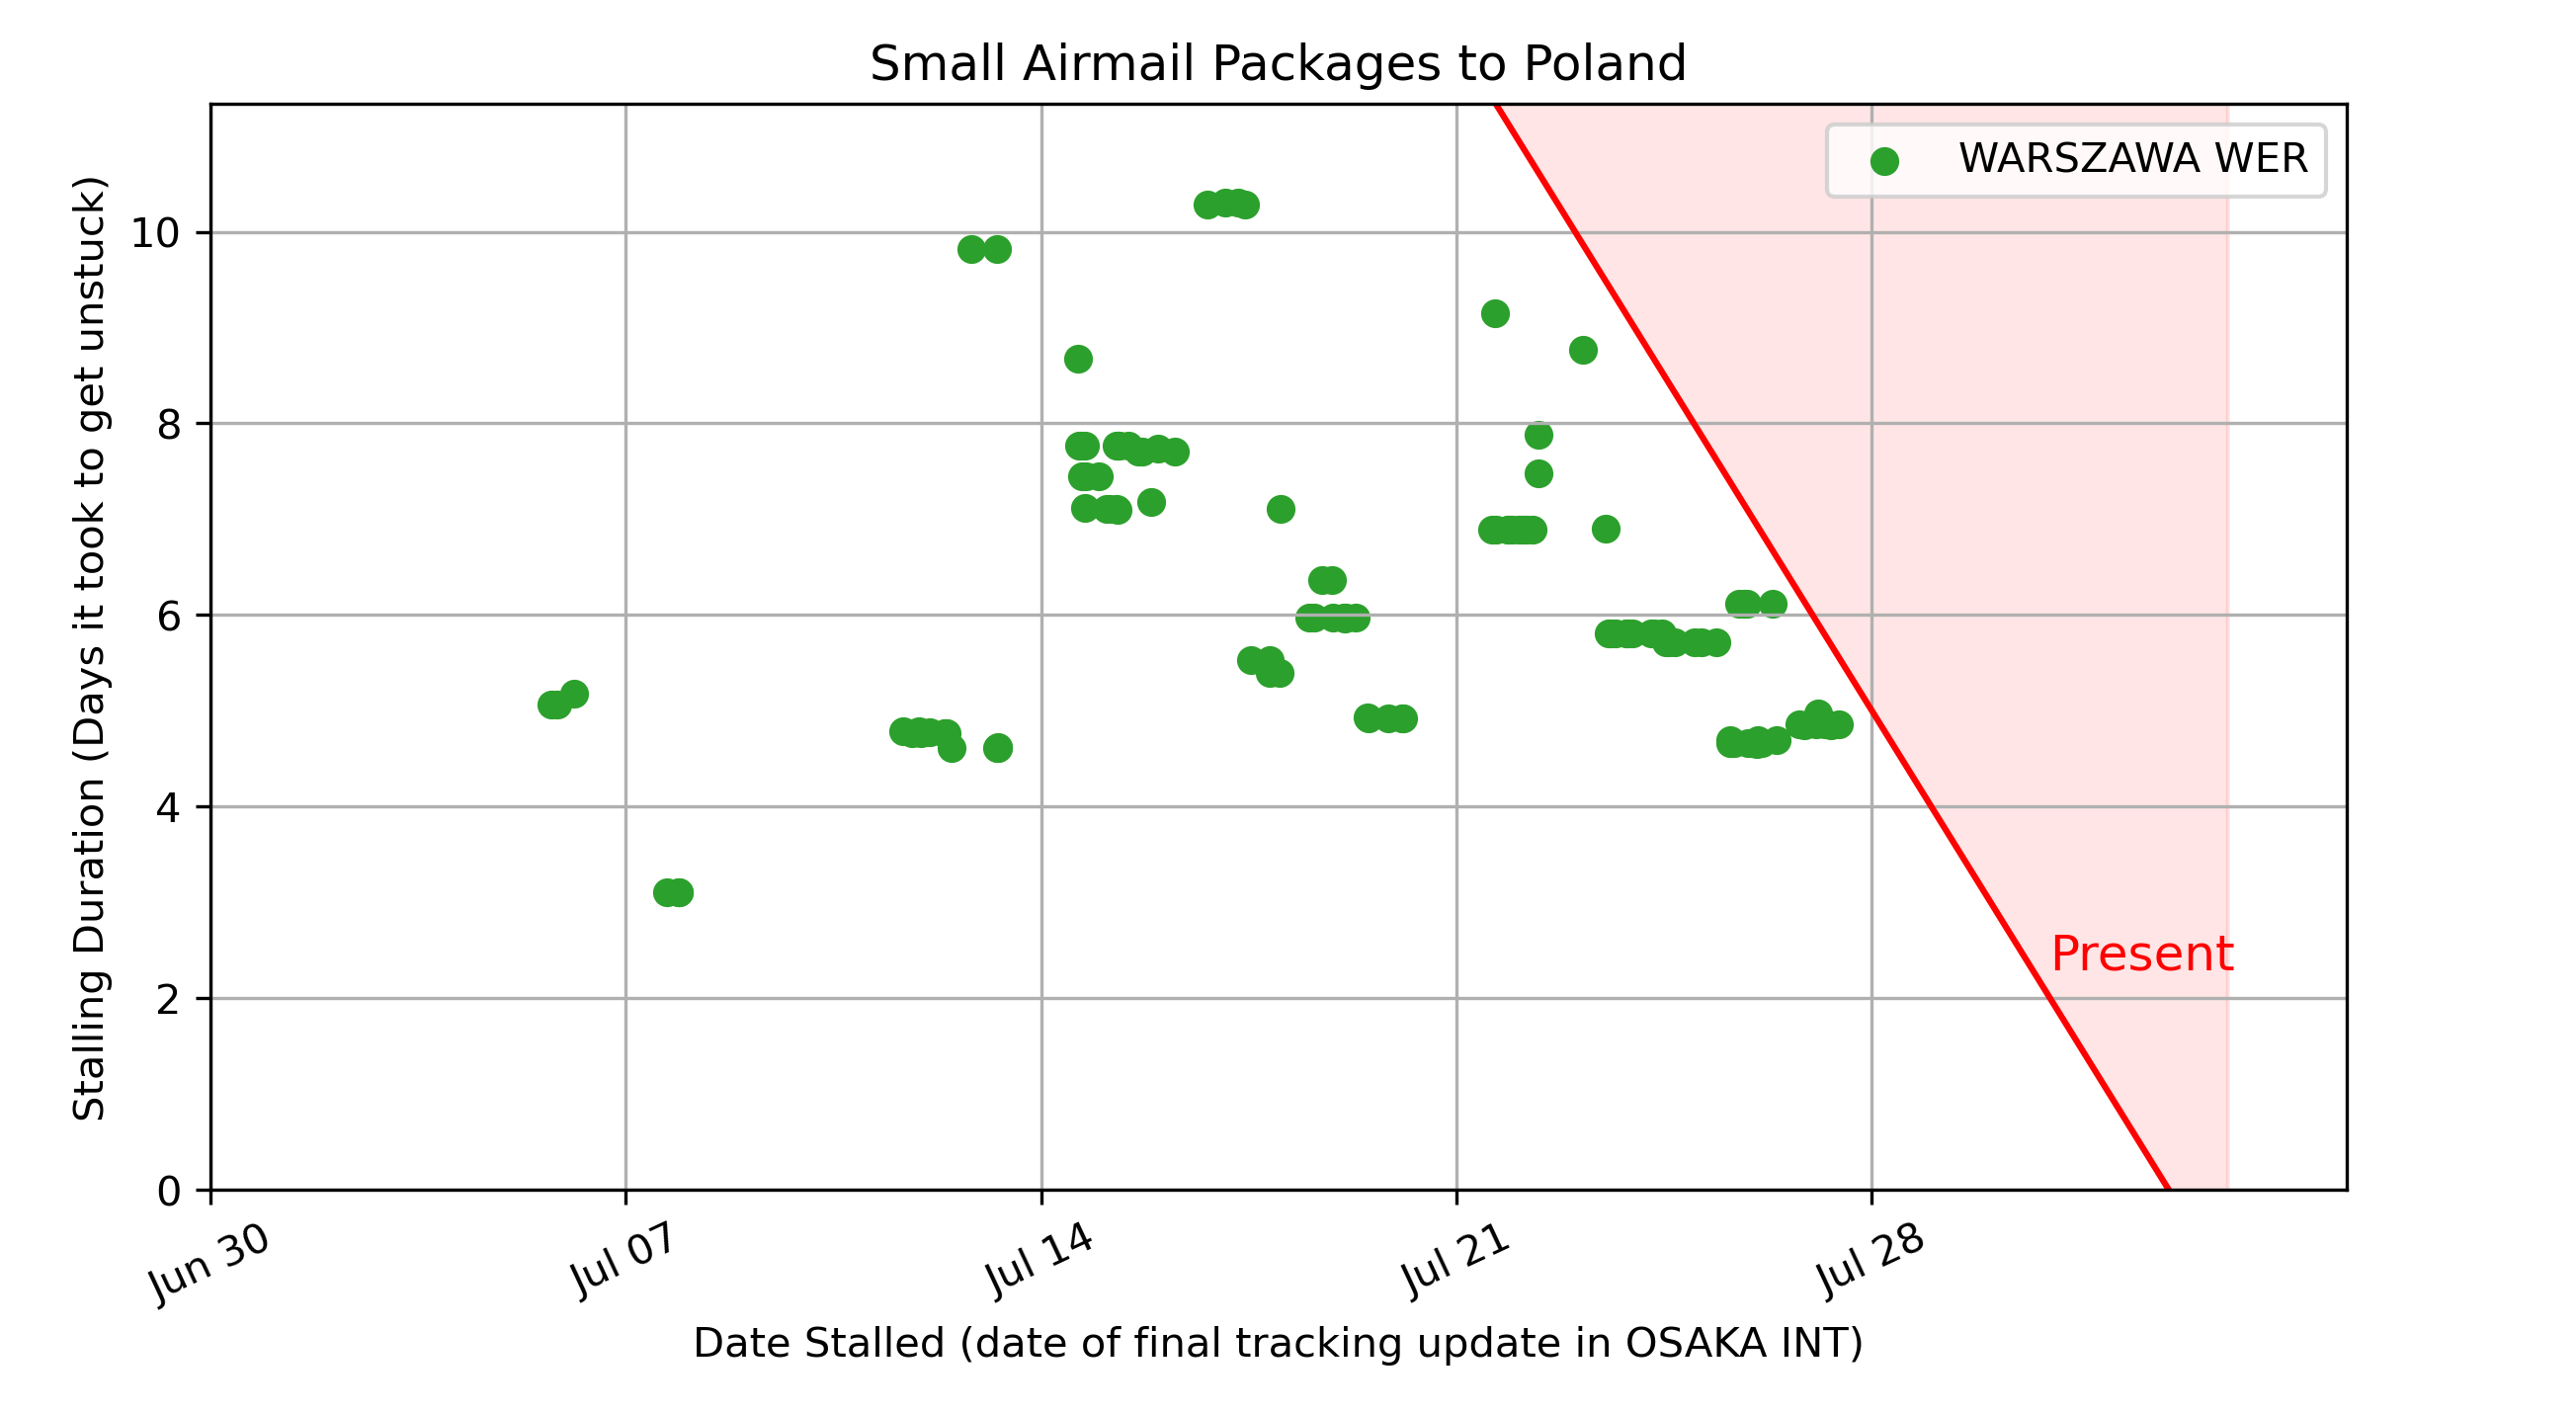 Small Airmail Packages to Poland
WARSZAWA WER
Stalling Duration (Days it took to get unstuck)
10
8
6
4
2
0
Present
Jun 30
Jul 07
Jul 14
Jul 21
Jul 28
Date Stalled (date of final tracking update in OSAKA INT)